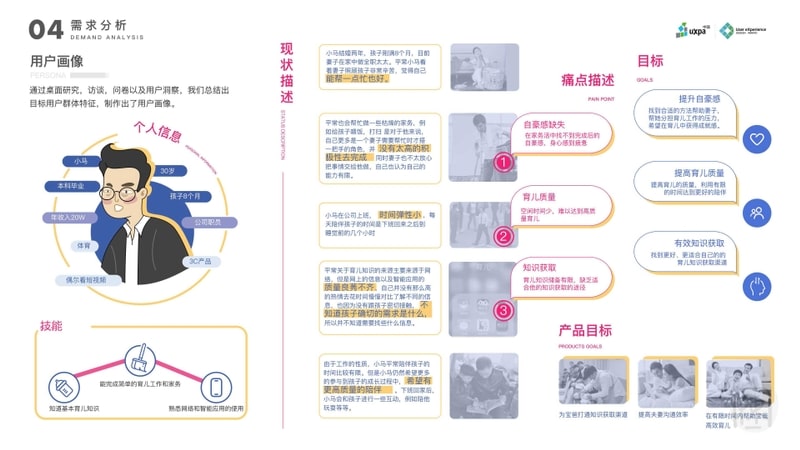 04 需求分析
DEMAND ANALYSIS
uxpa中国
User eXperience
用户画像
PERSONA
通过桌面研究，访谈，问卷以及用户洞察，我们总结出
目标用户群体特征，制作出了用户画像。
个人信息
PERSONAL INFORMATION
小马
30岁
本科毕业
孩子8个月
年收入20W
公司职员
体育
3C产品
偶尔看短视频
技能
能完成简单的育儿工作和家务
知道基本育儿知识
熟悉网络和智能应用的使用
现状描述
STATUS DESCRIPTION
小马结婚两年，孩子刚满8个月，目前
妻子在家中做全职太太。平常小马看
着妻子照顾孩子非常辛苦，觉得自己
能帮一点忙也好。
平常也会帮忙做一些枯燥的家务，例
如给孩子喂饭，打扫 是对于他来说，
自己更多是一个妻子需要帮忙时才接
一把手的角色，并 没有太高的积
极性去完成 同时妻子也不太放心
把事情交给他做，自己也认为自己的
能力有限。
小马在公司上班， 时间弹性小，每
天陪伴孩子的时间是下班回来之后到
睡觉前的几个小时
平常关于育儿知识的来源主要来源于网
络，但是网上的信息以及智能应用的
质量良莠不齐，自己并没有那么高
的热情去花时间慢慢对比了解不同的信
息，也因为没有跟孩子密切接触， 不
知道孩子确切的需求是什么，
所以并不知道需要找些什么信息。
由于工作的性质，小马平常陪伴孩子的
时间比较有限。但是小马仍然希望更多
的参与到孩子的成长过程中， 希望有
更高质量的陪伴 ，下班回家后，
小马会和孩子进行一些互动，例如陪他
玩耍等等。
痛点描述
PAIN POINT
自豪感缺失
在家务活中找不到完成后的
自豪感，身心感到疲惫
①
育儿质量
空闲时间少，难以达到高质
量育儿
②
知识获取
育儿知识储备有限，缺乏适
合他的知识获取的途径
③
目标
GOALS
提升自豪感
找到合适的方法帮助妻子，
帮她分担育儿工作的压力，
希望在育儿中获得成就感。
提高育儿质量
提高育儿的质量，利用有限
的时间达到更好的陪伴
有效知识获取
找到更好、更适合自己的的
育儿知识获取渠道
产品目标
PRODUCTS GOALS
为宝爸打通知识获取渠道
提高夫妻沟通效率
在有限时间内帮助宝爸
高效育儿